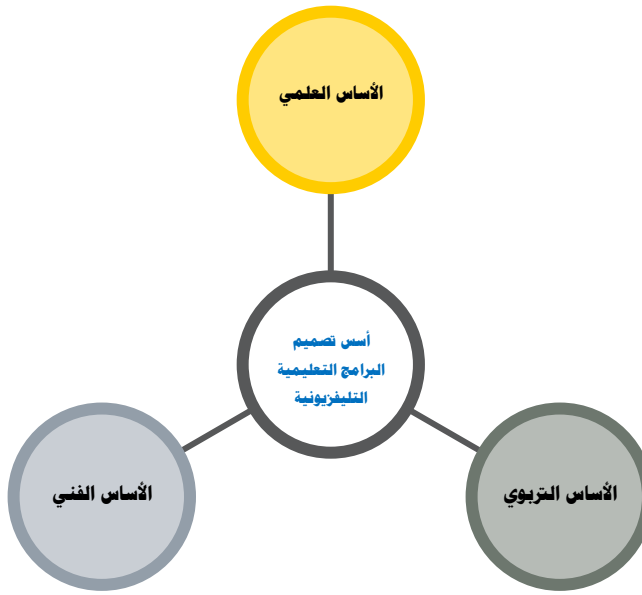 الأساس العلمي
أسس تصميم
البرامج التعليمية
التليفزيونية
الأساس الفني
الأساس التربوي